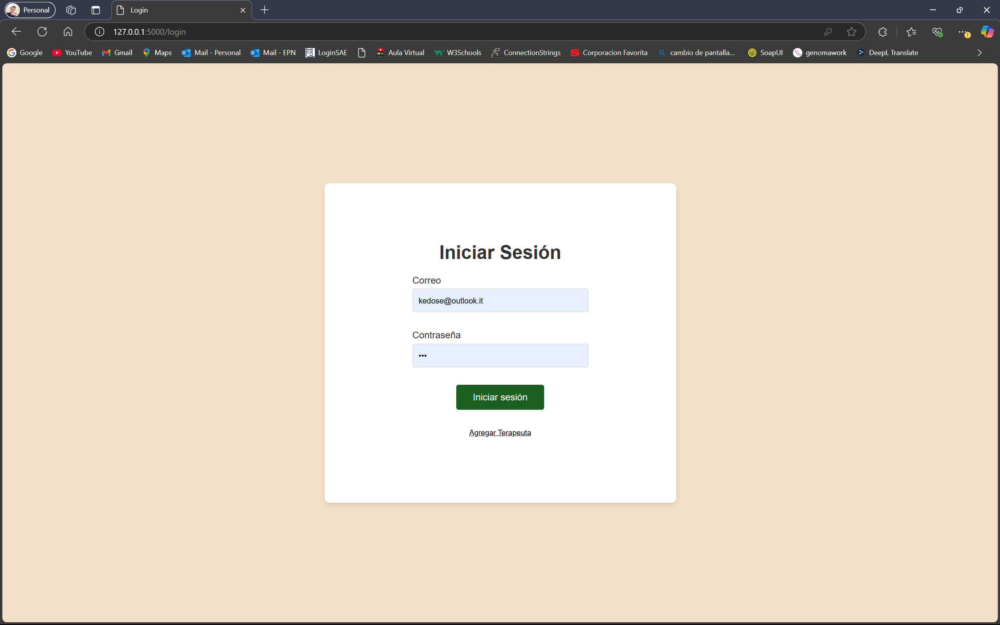 Personal
Login
127.0.0.1:5000/login
Google YouTube Gmail Maps Mail - Personal Mail - EPN LoginSAE Aula Virtual W3Schools ConnectionStrings Corporacion Favorita cambio de pantalla... SoapUI genomawork DeepL Translate
Iniciar Sesión
Correo
kedose@outlook.it
Contraseña
•••
Iniciar sesión
Agregar Terapeuta